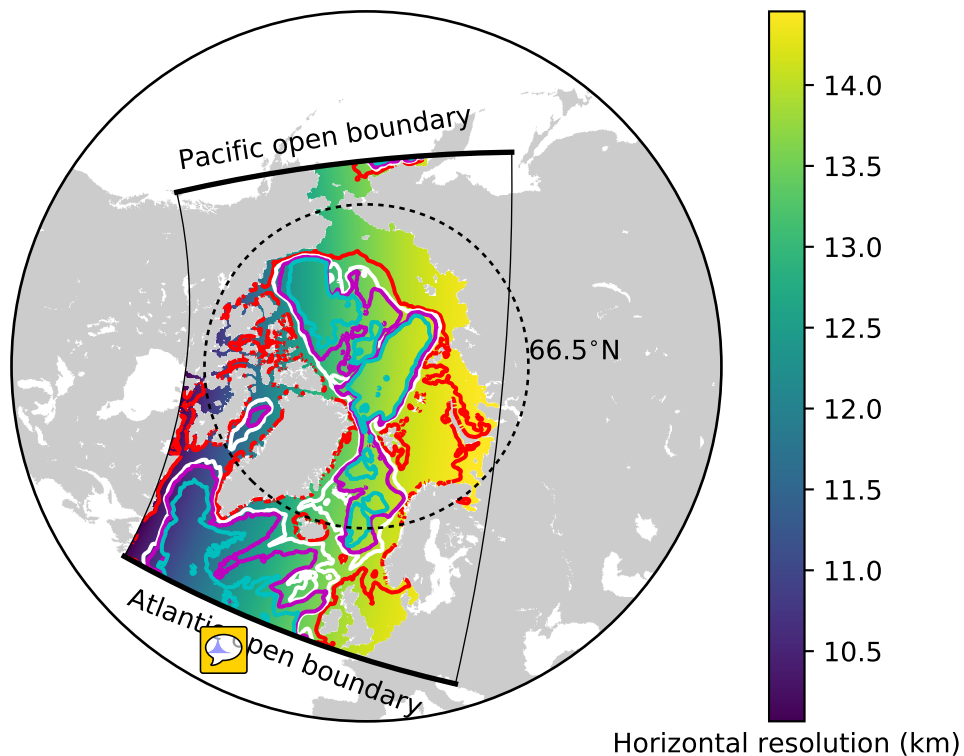 Pacific open boundary
66.5°N
Atlantic open boundary
14.0
13.5
13.0
12.5
12.0
11.5
11.0
10.5
Horizontal resolution (km)